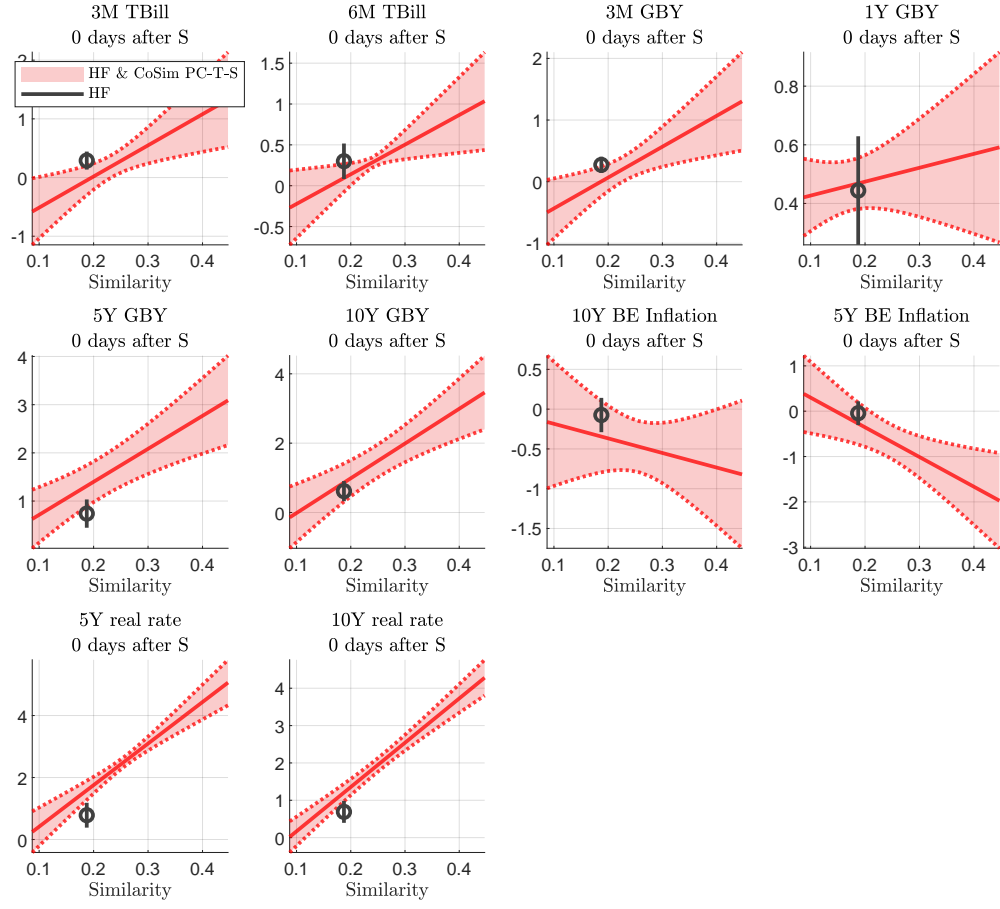 3M TBill
0 days after S
6M TBill
0 days after S
3M GBY
0 days after S
1Y GBY
0 days after S
HF & CoSim PC-T-S
HF
1
0
-1
0.1 0.2 0.3 0.4
Similarity
1.5
1
0.5
0
-0.5
0.1 0.2 0.3 0.4
Similarity
2
1
0
-1
0.1 0.2 0.3 0.4
Similarity
0.8
0.6
0.4
0.1 0.2 0.3 0.4
Similarity
5Y GBY
0 days after S
10Y GBY
0 days after S
10Y BE Inflation
0 days after S
5Y BE Inflation
0 days after S
4
3
2
1
0.1 0.2 0.3 0.4
Similarity
4
2
0
0.1 0.2 0.3 0.4
Similarity
0.5
0
-0.5
-1
-1.5
0.1 0.2 0.3 0.4
Similarity
1
0
-1
-2
-3
0.1 0.2 0.3 0.4
Similarity
5Y real rate
0 days after S
10Y real rate
0 days after S
4
2
0
0.1 0.2 0.3 0.4
Similarity
4
3
2
1
0
0.1 0.2 0.3 0.4
Similarity